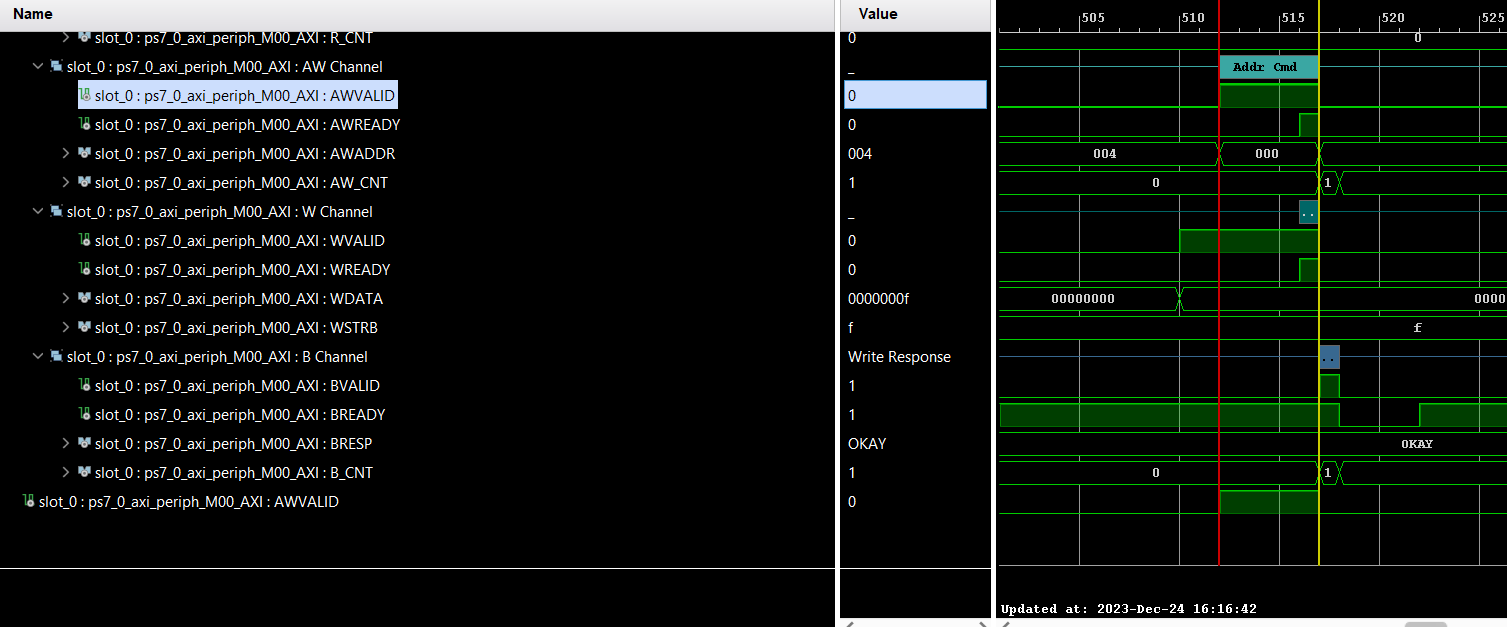 Name Value
505 510 515 520 525
slot_0 : ps7_0_axi_periph_M00_AXI : R_CNT 0 0
slot_0 : ps7_0_axi_periph_M00_AXI : AW Channel _ Addr Cmd
slot_0 : ps7_0_axi_periph_M00_AXI : AWVALID 0
slot_0 : ps7_0_axi_periph_M00_AXI : AWREADY 0
slot_0 : ps7_0_axi_periph_M00_AXI : AWADDR 004 004 000
slot_0 : ps7_0_axi_periph_M00_AXI : AW_CNT 1 0 1
slot_0 : ps7_0_axi_periph_M00_AXI : W Channel _ ..
slot_0 : ps7_0_axi_periph_M00_AXI : WVALID 0
slot_0 : ps7_0_axi_periph_M00_AXI : WREADY 0
slot_0 : ps7_0_axi_periph_M00_AXI : WDATA 0000000f 00000000 0000
slot_0 : ps7_0_axi_periph_M00_AXI : WSTRB f f
slot_0 : ps7_0_axi_periph_M00_AXI : B Channel Write Response ..
slot_0 : ps7_0_axi_periph_M00_AXI : BVALID 1
slot_0 : ps7_0_axi_periph_M00_AXI : BREADY 1
slot_0 : ps7_0_axi_periph_M00_AXI : BRESP OKAY OKAY
slot_0 : ps7_0_axi_periph_M00_AXI : B_CNT 1 0 1
slot_0 : ps7_0_axi_periph_M00_AXI : AWVALID 0
Updated at: 2023-Dec-24 16:16:42